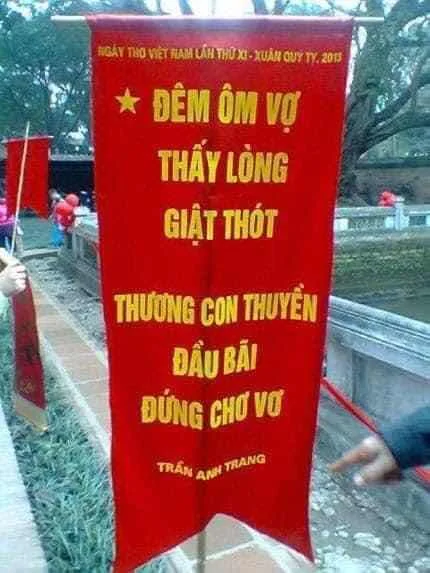 NGÀY THƠ VIỆT NAM LẦN THỨ XI - XUÂN QUÝ TỴ, 2013
★ ĐÊM ÔM VỢ
THẤY LÒNG
GIẬT THÓT
THƯƠNG CON THUYỀN
ĐẦU BÃI
ĐỨNG CHƠ VƠ
TRẦN ANH TRANG